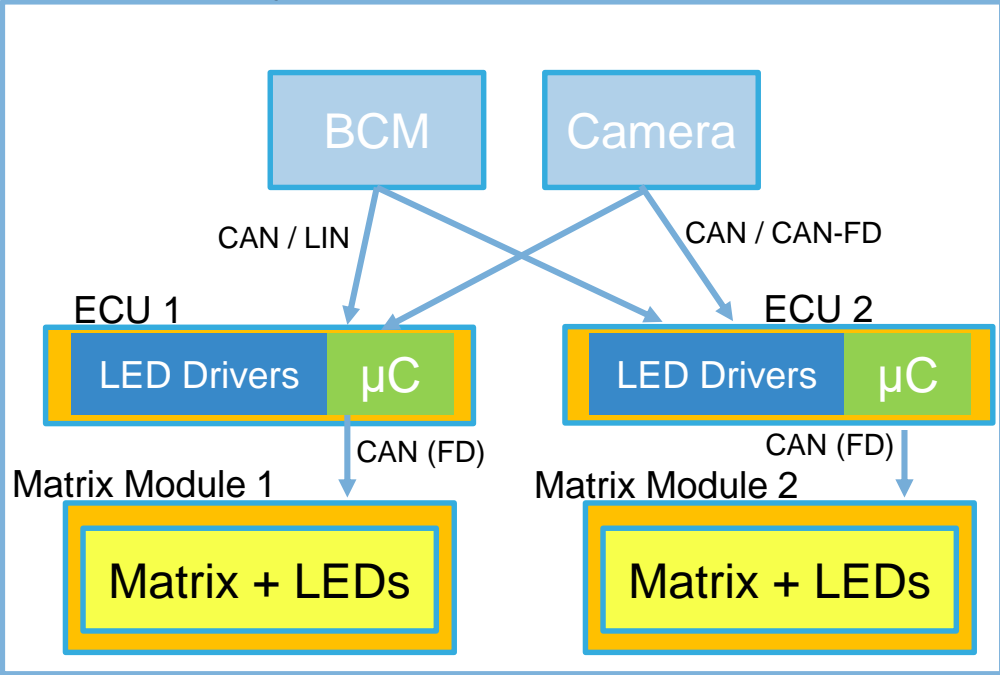 BCM
Camera
CAN / LIN
CAN / CAN-FD
ECU 1
ECU 2
LED Drivers
µC
LED Drivers
µC
CAN (FD)
CAN (FD)
Matrix Module 1
Matrix Module 2
Matrix + LEDs
Matrix + LEDs